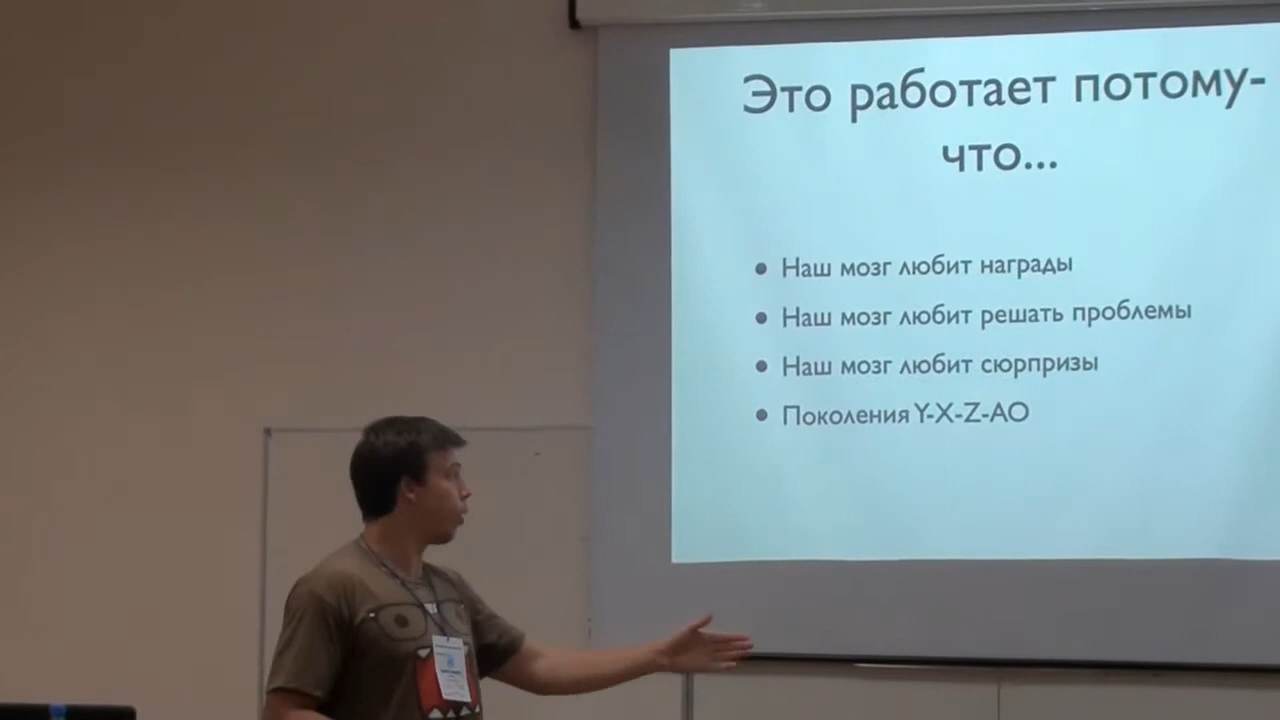 Это работает потому-
что...
• Наш мозг любит награды
• Наш мозг любит решать проблемы
• Наш мозг любит сюрпризы
• Поколения Y-X-Z-AO